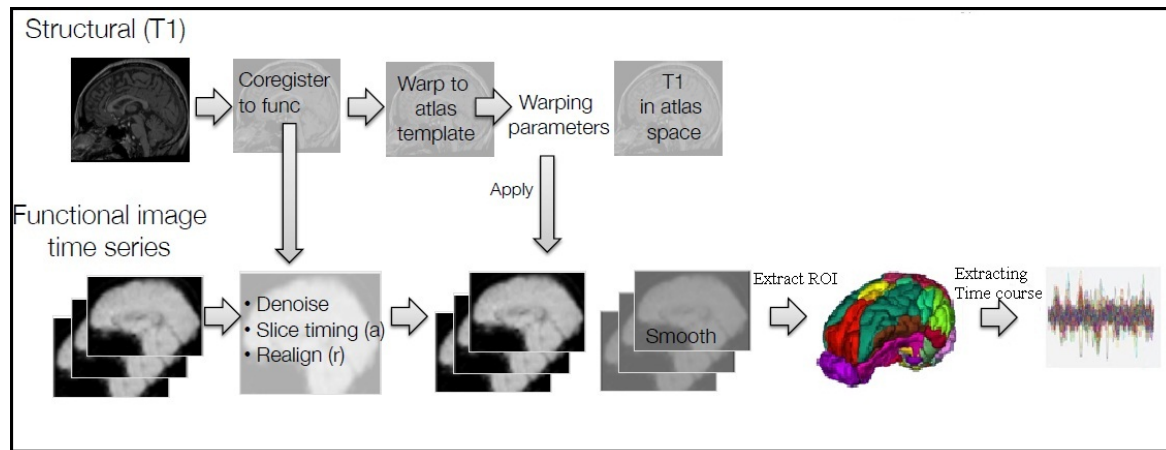 Structural (T1)
Coregister
to func
Warp to
atlas
template
Warping
parameters
T1
in atlas
space
Apply
Functional image
time series
• Denoise
• Slice timing (a)
• Realign (r)
Smooth
Extract ROI
Extracting
Time course